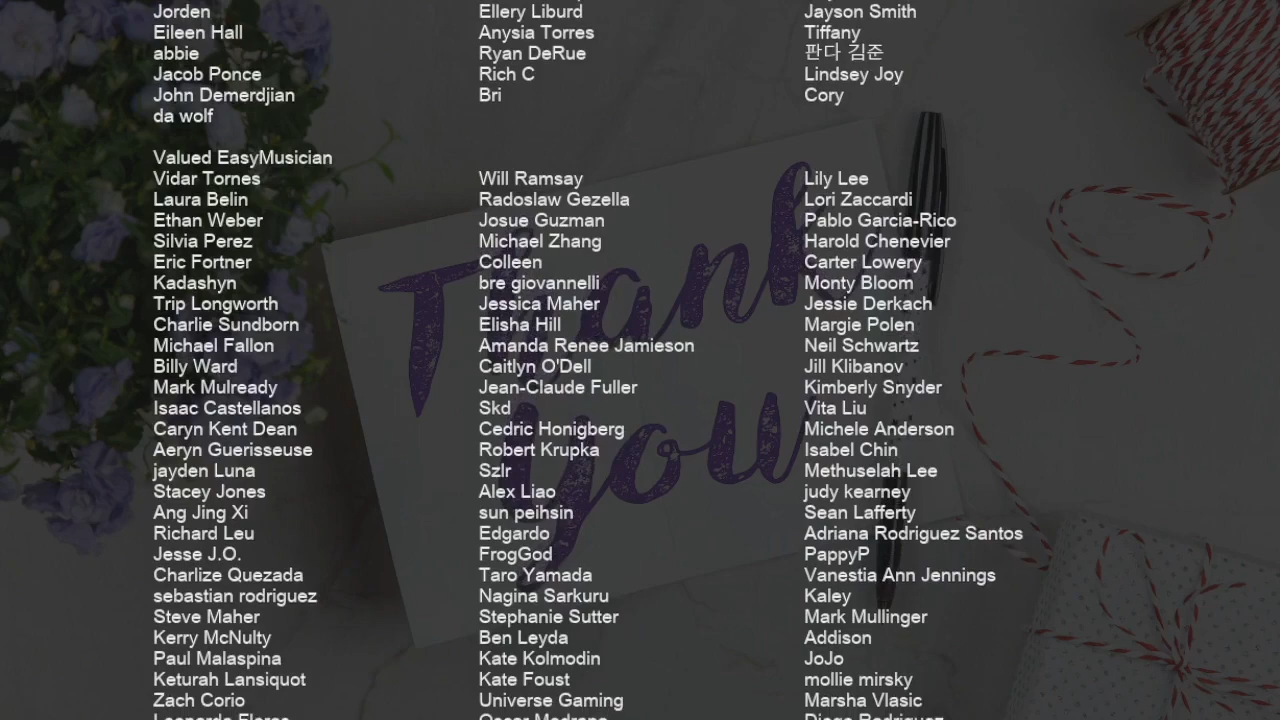 Jorden
Ellery Liburd
Jayson Smith
Eileen Hall
Anysia Torres
Tiffany
abbie
Ryan DeRue
판다 김준
Jacob Ponce
Rich C
Lindsey Joy
John Demerdjian
Bri
Cory
da wolf
Valued EasyMusician
Vidar Tornes
Will Ramsay
Lily Lee
Laura Belin
Radoslaw Gezella
Lori Zaccardi
Ethan Weber
Josue Guzman
Pablo Garcia-Rico
Silvia Perez
Michael Zhang
Harold Chenevier
Eric Fortner
Colleen
Carter Lowery
Kadashyn
bre giovannelli
Monty Bloom
Trip Longworth
Jessica Maher
Jessie Derkach
Charlie Sundborn
Elisha Hill
Margie Polen
Michael Fallon
Amanda Renee Jamieson
Neil Schwartz
Billy Ward
Caitlyn O'Dell
Jill Klibanov
Mark Mulready
Jean-Claude Fuller
Kimberly Snyder
Isaac Castellanos
Skd
Vita Liu
Caryn Kent Dean
Cedric Honigberg
Michele Anderson
Aeryn Guerisseuse
Robert Krupka
Isabel Chin
jayden Luna
Szlr
Methuselah Lee
Stacey Jones
Alex Liao
judy kearney
Ang Jing Xi
sun peihsin
Sean Lafferty
Richard Leu
Edgardo
Adriana Rodriguez Santos
Jesse J.O.
FrogGod
PappyP
Charlize Quezada
Taro Yamada
Vanestia Ann Jennings
sebastian rodriguez
Nagina Sarkuru
Kaley
Steve Maher
Stephanie Sutter
Mark Mullinger
Kerry McNulty
Ben Leyda
Addison
Paul Malaspina
Kate Kolmodin
JoJo
Keturah Lansiquot
Kate Foust
mollie mirsky
Zach Corio
Universe Gaming
Marsha Vlasic
Thank
you